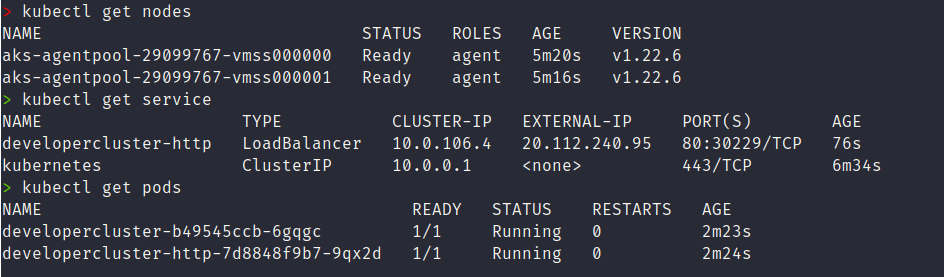 > kubectl get nodes
NAME STATUS ROLES AGE VERSION
aks-agentpool-29099767-vmss000000 Ready agent 5m20s v1.22.6
aks-agentpool-29099767-vmss000001 Ready agent 5m16s v1.22.6
> kubectl get service
NAME TYPE CLUSTER-IP EXTERNAL-IP PORT(S) AGE
developercluster-http LoadBalancer 10.0.106.4 20.112.240.95 80:30229/TCP 76s
kubernetes ClusterIP 10.0.0.1 <none> 443/TCP 6m34s
> kubectl get pods
NAME READY STATUS RESTARTS AGE
developercluster-b49545ccb-6gqgc 1/1 Running 0 2m23s
developercluster-http-7d8848f9b7-9qx2d 1/1 Running 0 2m24s